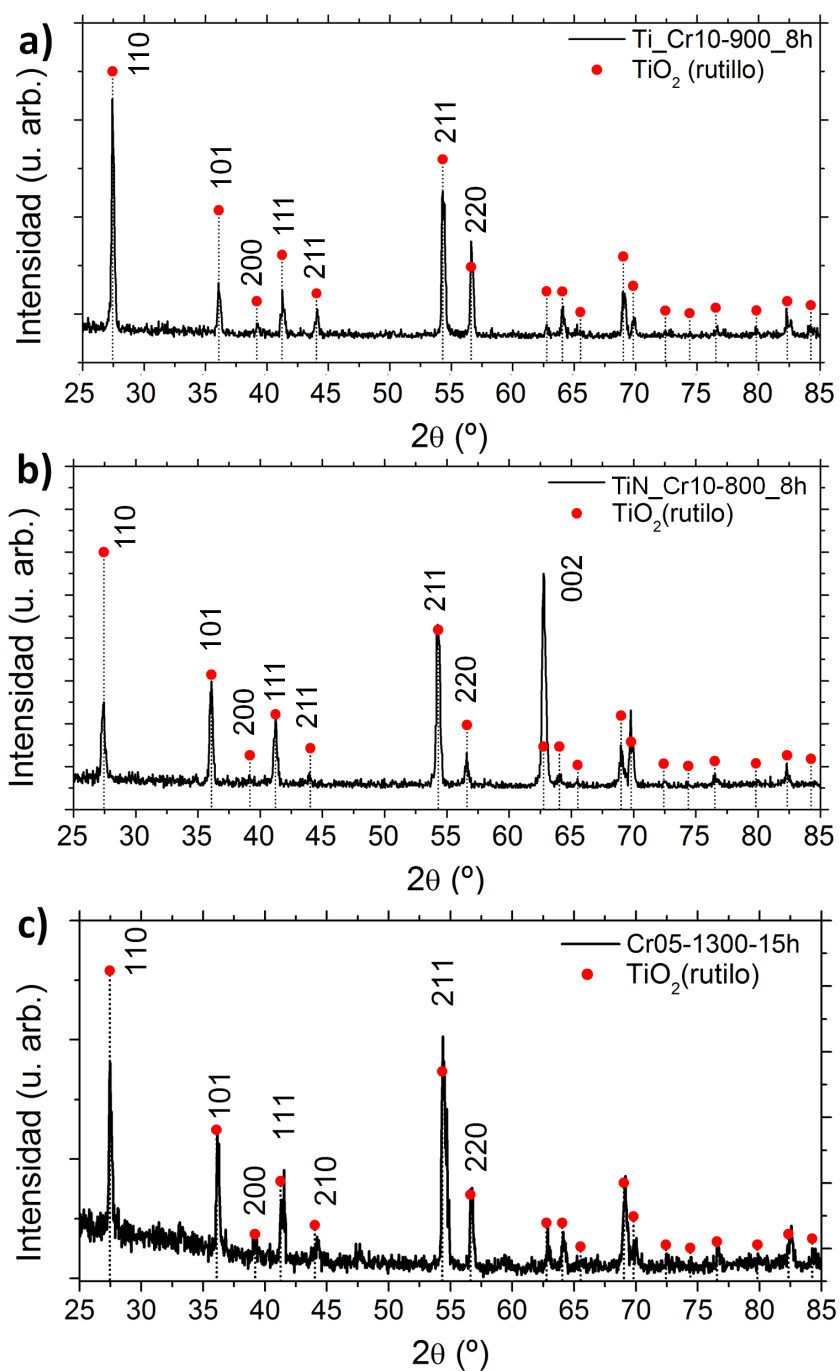 a)
Ti_Cr10-900_8h
TiO2 (rutillo)
110
101
200
111
211
211
220
Intensidad (u. arb.)
25 30 35 40 45 50 55 60 65 70 75 80 85
2θ (º)
b)
TiN_Cr10-800_8h
TiO2(rutilo)
110
101
200
111
211
211
220
002
Intensidad (u. arb.)
25 30 35 40 45 50 55 60 65 70 75 80 85
2θ (º)
c)
Cr05-1300-15h
TiO2(rutilo)
110
101
200
111
210
211
220
Intensidad (u. arb.)
25 30 35 40 45 50 55 60 65 70 75 80 85
2θ (º)